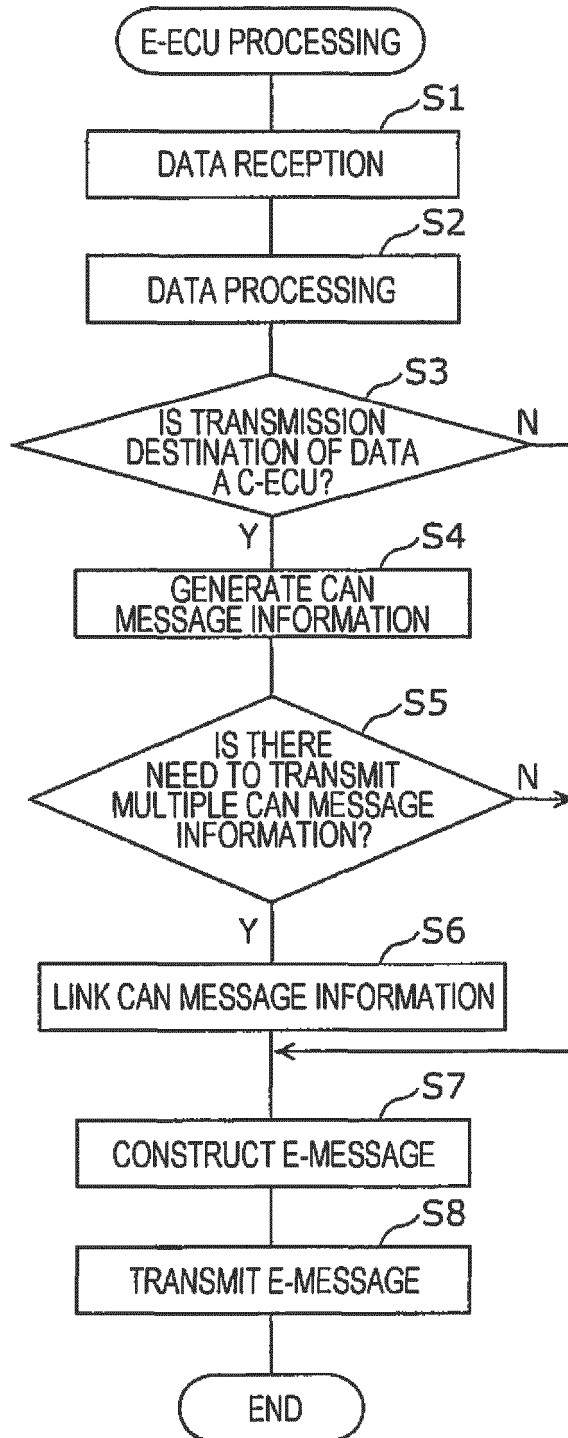 E-ECU PROCESSING
S1
DATA RECEPTION
S2
DATA PROCESSING
S3
IS TRANSMISSION
DESTINATION OF DATA
A C-ECU?
N
Y
S4
GENERATE CAN
MESSAGE INFORMATION
S5
IS THERE
NEED TO TRANSMIT
MULTIPLE CAN MESSAGE
INFORMATION?
N
Y
S6
LINK CAN MESSAGE INFORMATION
S7
CONSTRUCT E-MESSAGE
S8
TRANSMIT E-MESSAGE
END